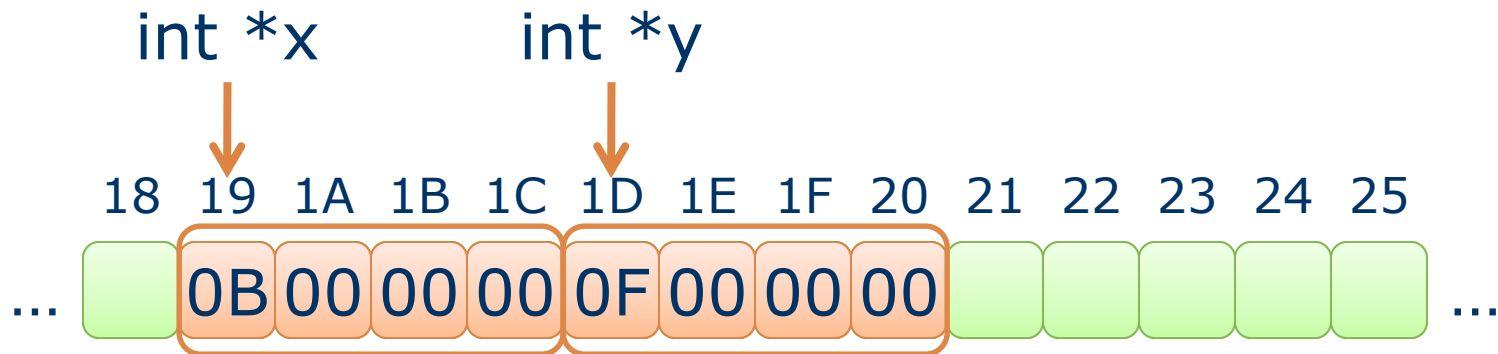 int *x int *y
18 19 1A 1B 1C 1D 1E 1F 20 21 22 23 24 25
... 0B 00 00 00 0F 00 00 00 ...